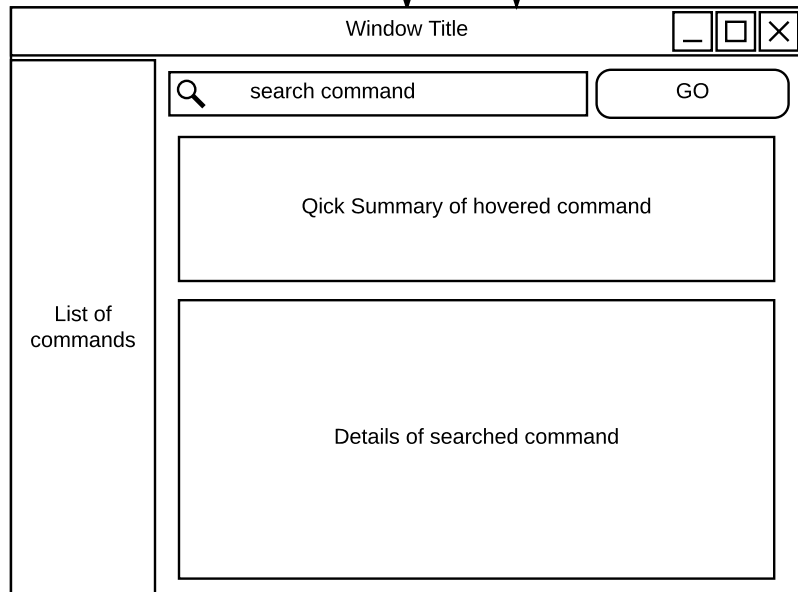 Window Title
search command
GO
Qick Summary of hovered command
List of
commands
Details of searched command